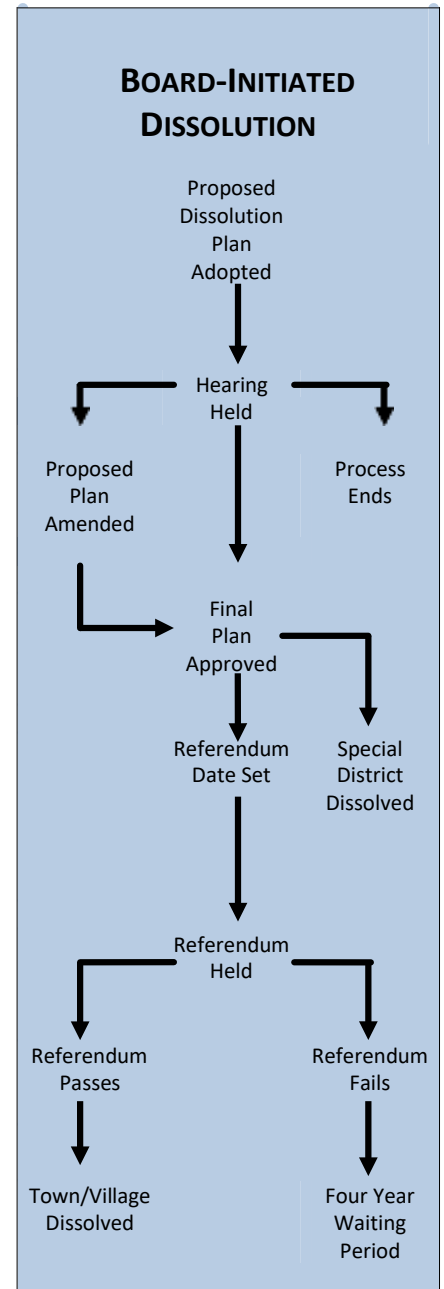 BOARD-INITIATED
DISSOLUTION
Proposed
Dissolution
Plan
Adopted
Hearing
Held
Proposed
Plan
Amended
Process
Ends
Final
Plan
Approved
Referendum
Date Set
Special
District
Dissolved
Referendum
Held
Referendum
Passes
Referendum
Fails
Town/Village
Dissolved
Four Year
Waiting
Period